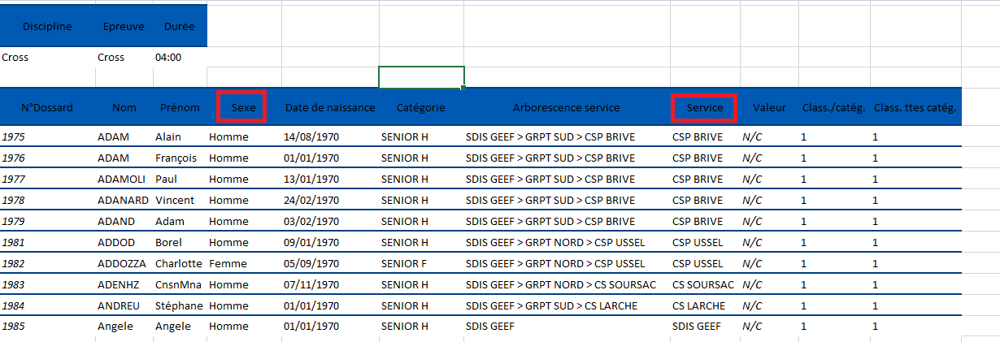 Discipline Epreuve Durée
Cross Cross 04:00
N°Dossard Nom Prénom Sexe Date de naissance Catégorie Arborescence service Service Valeur Class./catég. Class. ttes catég.
1975 ADAM Alain Homme 14/08/1970 SENIOR H SDIS GEEF > GRPT SUD > CSP BRIVE CSP BRIVE N/C 1 1
1976 ADAM François Homme 01/01/1970 SENIOR H SDIS GEEF > GRPT SUD > CSP BRIVE CSP BRIVE N/C 1 1
1977 ADAMOLI Paul Homme 13/01/1970 SENIOR H SDIS GEEF > GRPT SUD > CSP BRIVE CSP BRIVE N/C 1 1
1978 ADANARD Vincent Homme 24/02/1970 SENIOR H SDIS GEEF > GRPT SUD > CSP BRIVE CSP BRIVE N/C 1 1
1979 ADAND Adam Homme 03/02/1970 SENIOR H SDIS GEEF > GRPT SUD > CSP BRIVE CSP BRIVE N/C 1 1
1981 ADDOD Borel Homme 09/01/1970 SENIOR H SDIS GEEF > GRPT NORD > CSP USSEL CSP USSEL N/C 1 1
1982 ADDOZZA Charlotte Femme 05/09/1970 SENIOR F SDIS GEEF > GRPT NORD > CSP USSEL CSP USSEL N/C 1 1
1983 ADENHZ CnsnMna Homme 07/11/1970 SENIOR H SDIS GEEF > GRPT NORD > CS SOURSAC CS SOURSAC N/C 1 1
1984 ANDREU Stéphane Homme 01/01/1970 SENIOR H SDIS GEEF > GRPT SUD > CS LARCHE CS LARCHE N/C 1 1
1985 Angele Angele Homme 01/01/1970 SENIOR H SDIS GEEF SDIS GEEF N/C 1 1